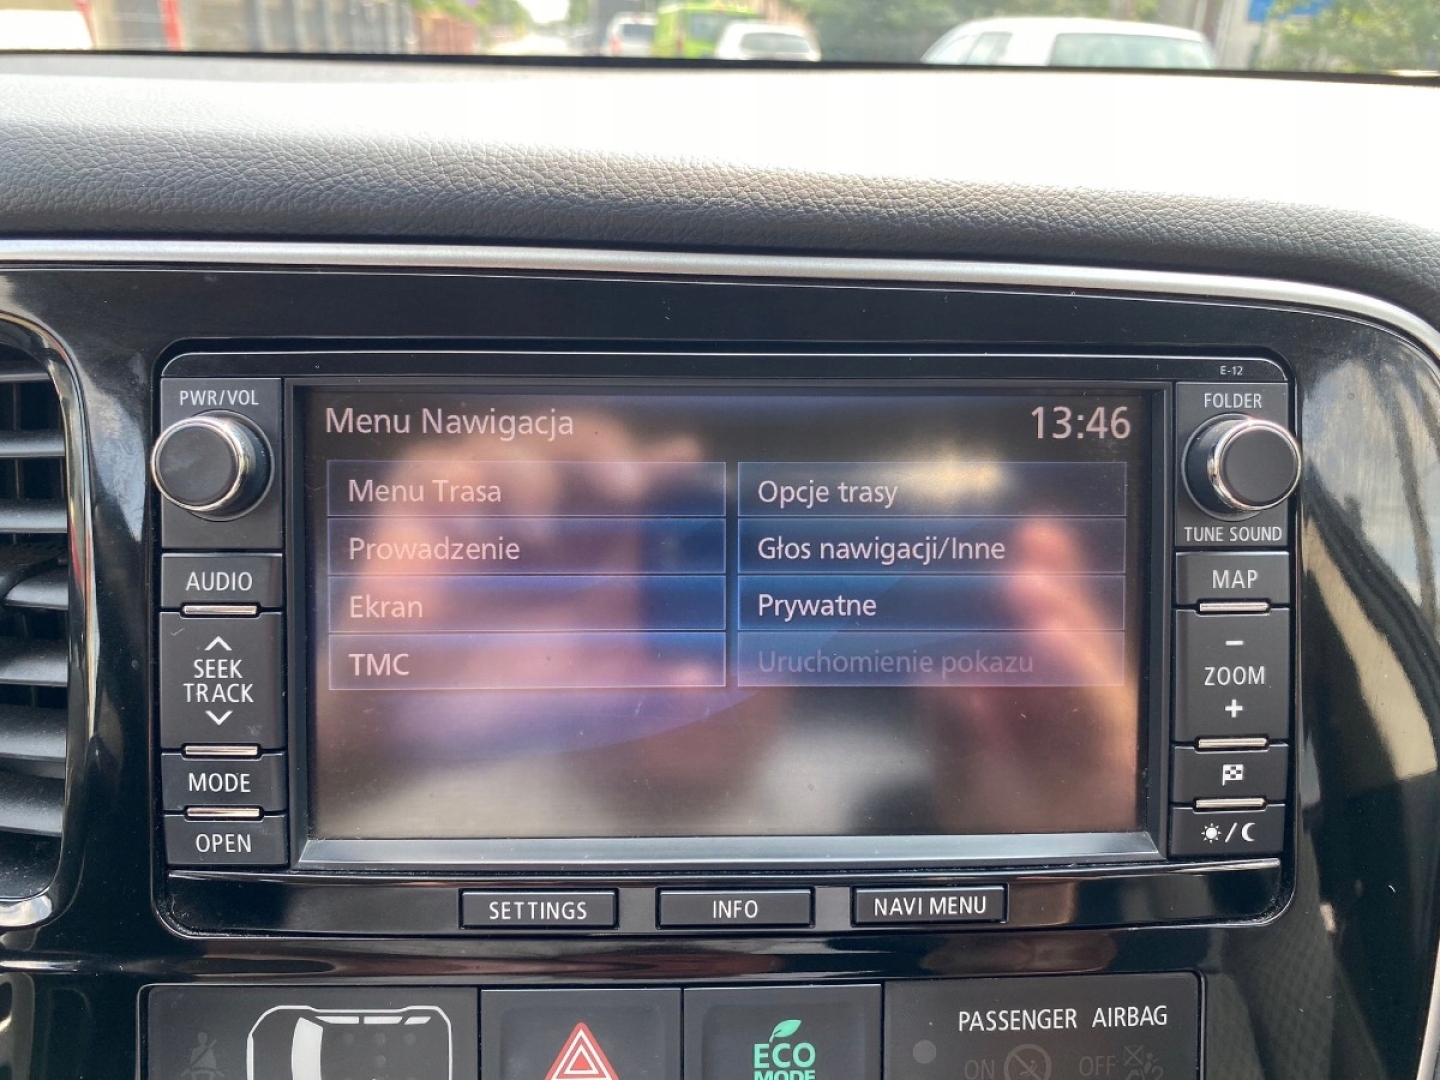 E-12
PWR/VOL
FOLDER
Menu Nawigacja
13:46
Menu Trasa
Opcje trasy
Prowadzenie
Głos nawigacji/Inne
Ekran
Prywatne
TMC
Uruchomienie pokazu
TUNE SOUND
AUDIO
MAP
SEEK
TRACK
ZOOM
MODE
OPEN
SETTINGS
INFO
NAVI MENU
PASSENGER AIRBAG
ECO
MODE
ON
OFF